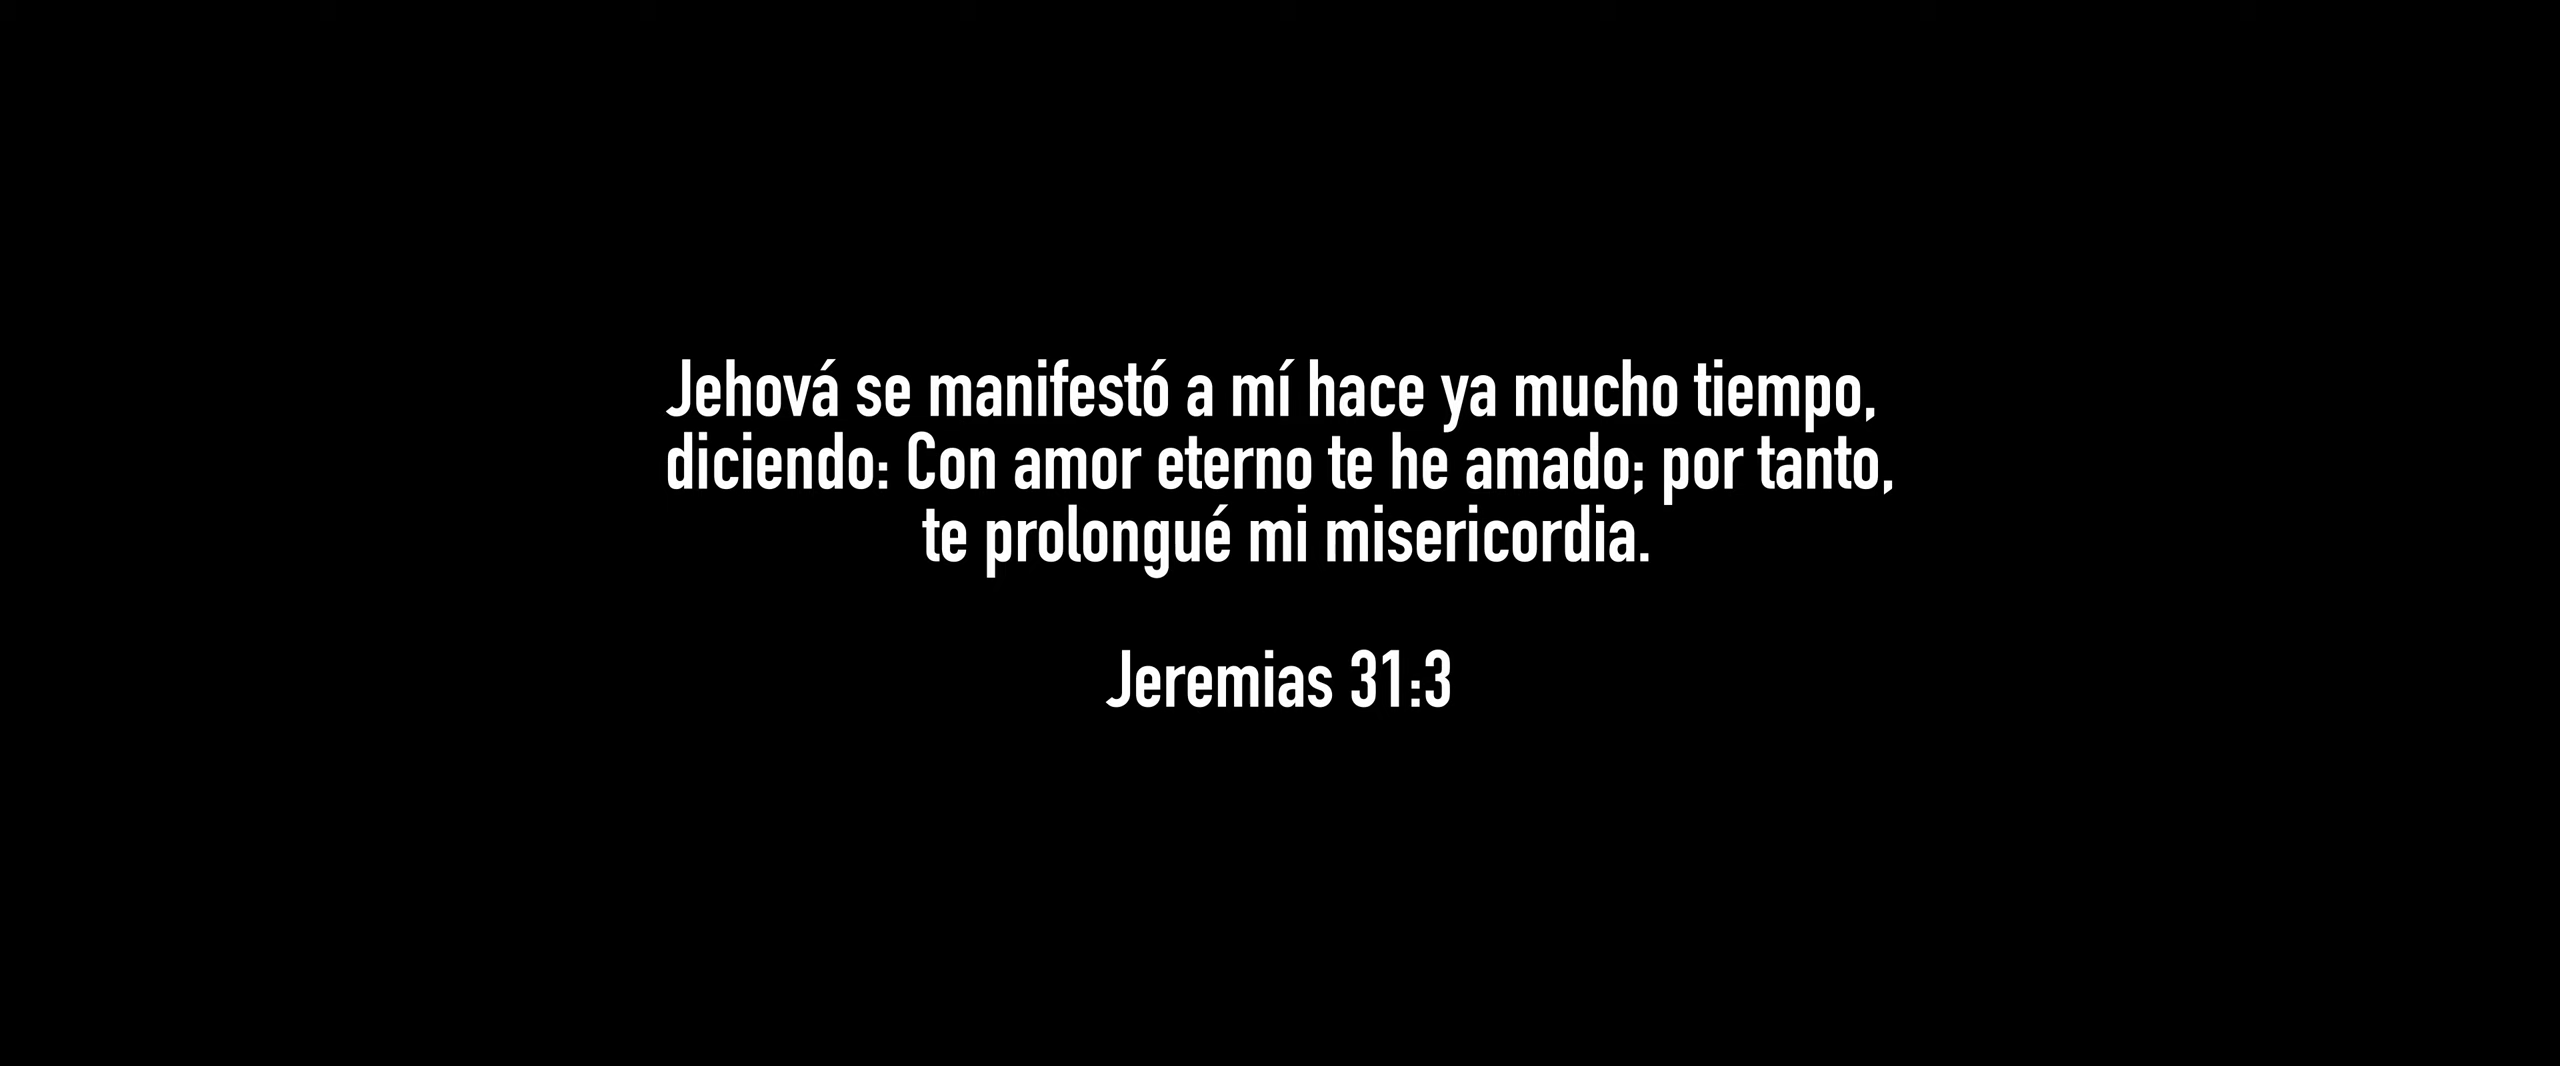 Jehová se manifestó a mí hace ya mucho tiempo,
diciendo: Con amor eterno te he amado; por tanto,
te prolongué mi misericordia.
Jeremias 31:3